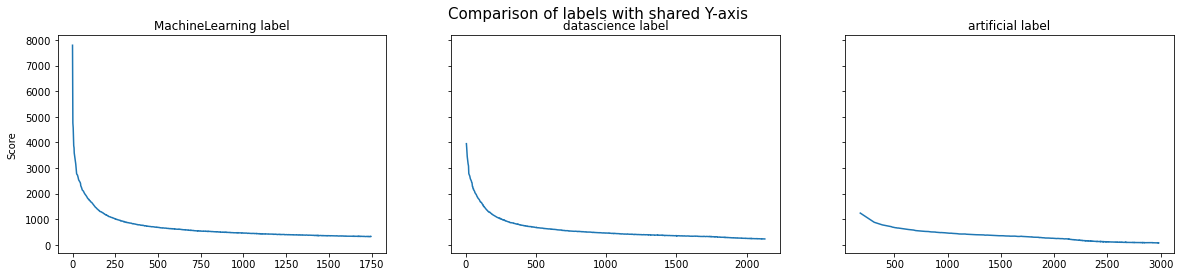 Comparison of labels with shared Y-axis
MachineLearning label
datascience label
artificial label
Score
8000
7000
6000
5000
4000
3000
2000
1000
0
0 250 500 750 1000 1250 1500 1750
0 500 1000 1500 2000
500 1000 1500 2000 2500 3000